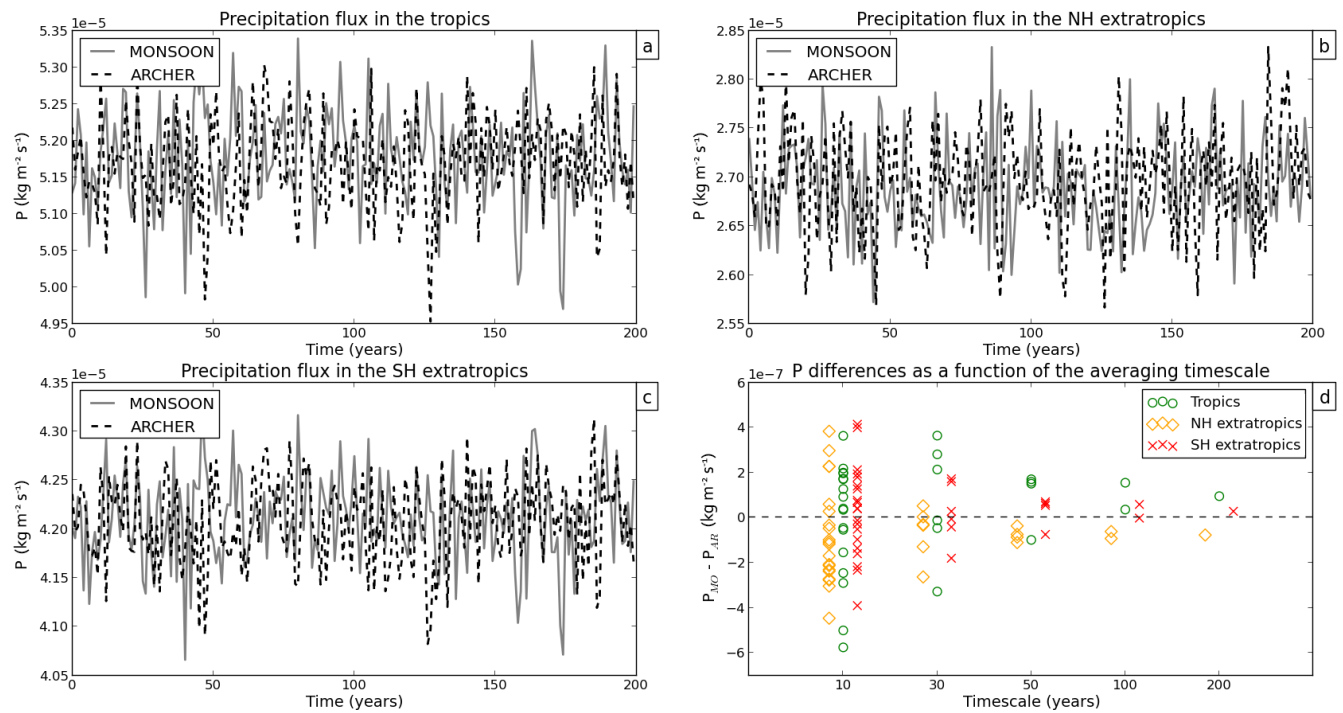 Precipitation flux in the tropics
1e−5
a
MONSOON
ARCHER
5.35
5.30
5.25
5.20
5.15
5.10
5.05
5.00
4.95
P (kg m⁻² s⁻¹)
0 50 100 150 200
Time (years)
Precipitation flux in the NH extratropics
1e−5
b
MONSOON
ARCHER
2.85
2.80
2.75
2.70
2.65
2.60
2.55
P (kg m⁻² s⁻¹)
0 50 100 150 200
Time (years)
Precipitation flux in the SH extratropics
1e−5
c
MONSOON
ARCHER
4.35
4.30
4.25
4.20
4.15
4.10
4.05
P (kg m⁻² s⁻¹)
0 50 100 150 200
Time (years)
P differences as a function of the averaging timescale
1e−7
d
Tropics
NH extratropics
SH extratropics
6
4
2
0
−2
−4
−6
P_MO - P_AR (kg m⁻² s⁻¹)
10 30 50 100 200
Timescale (years)